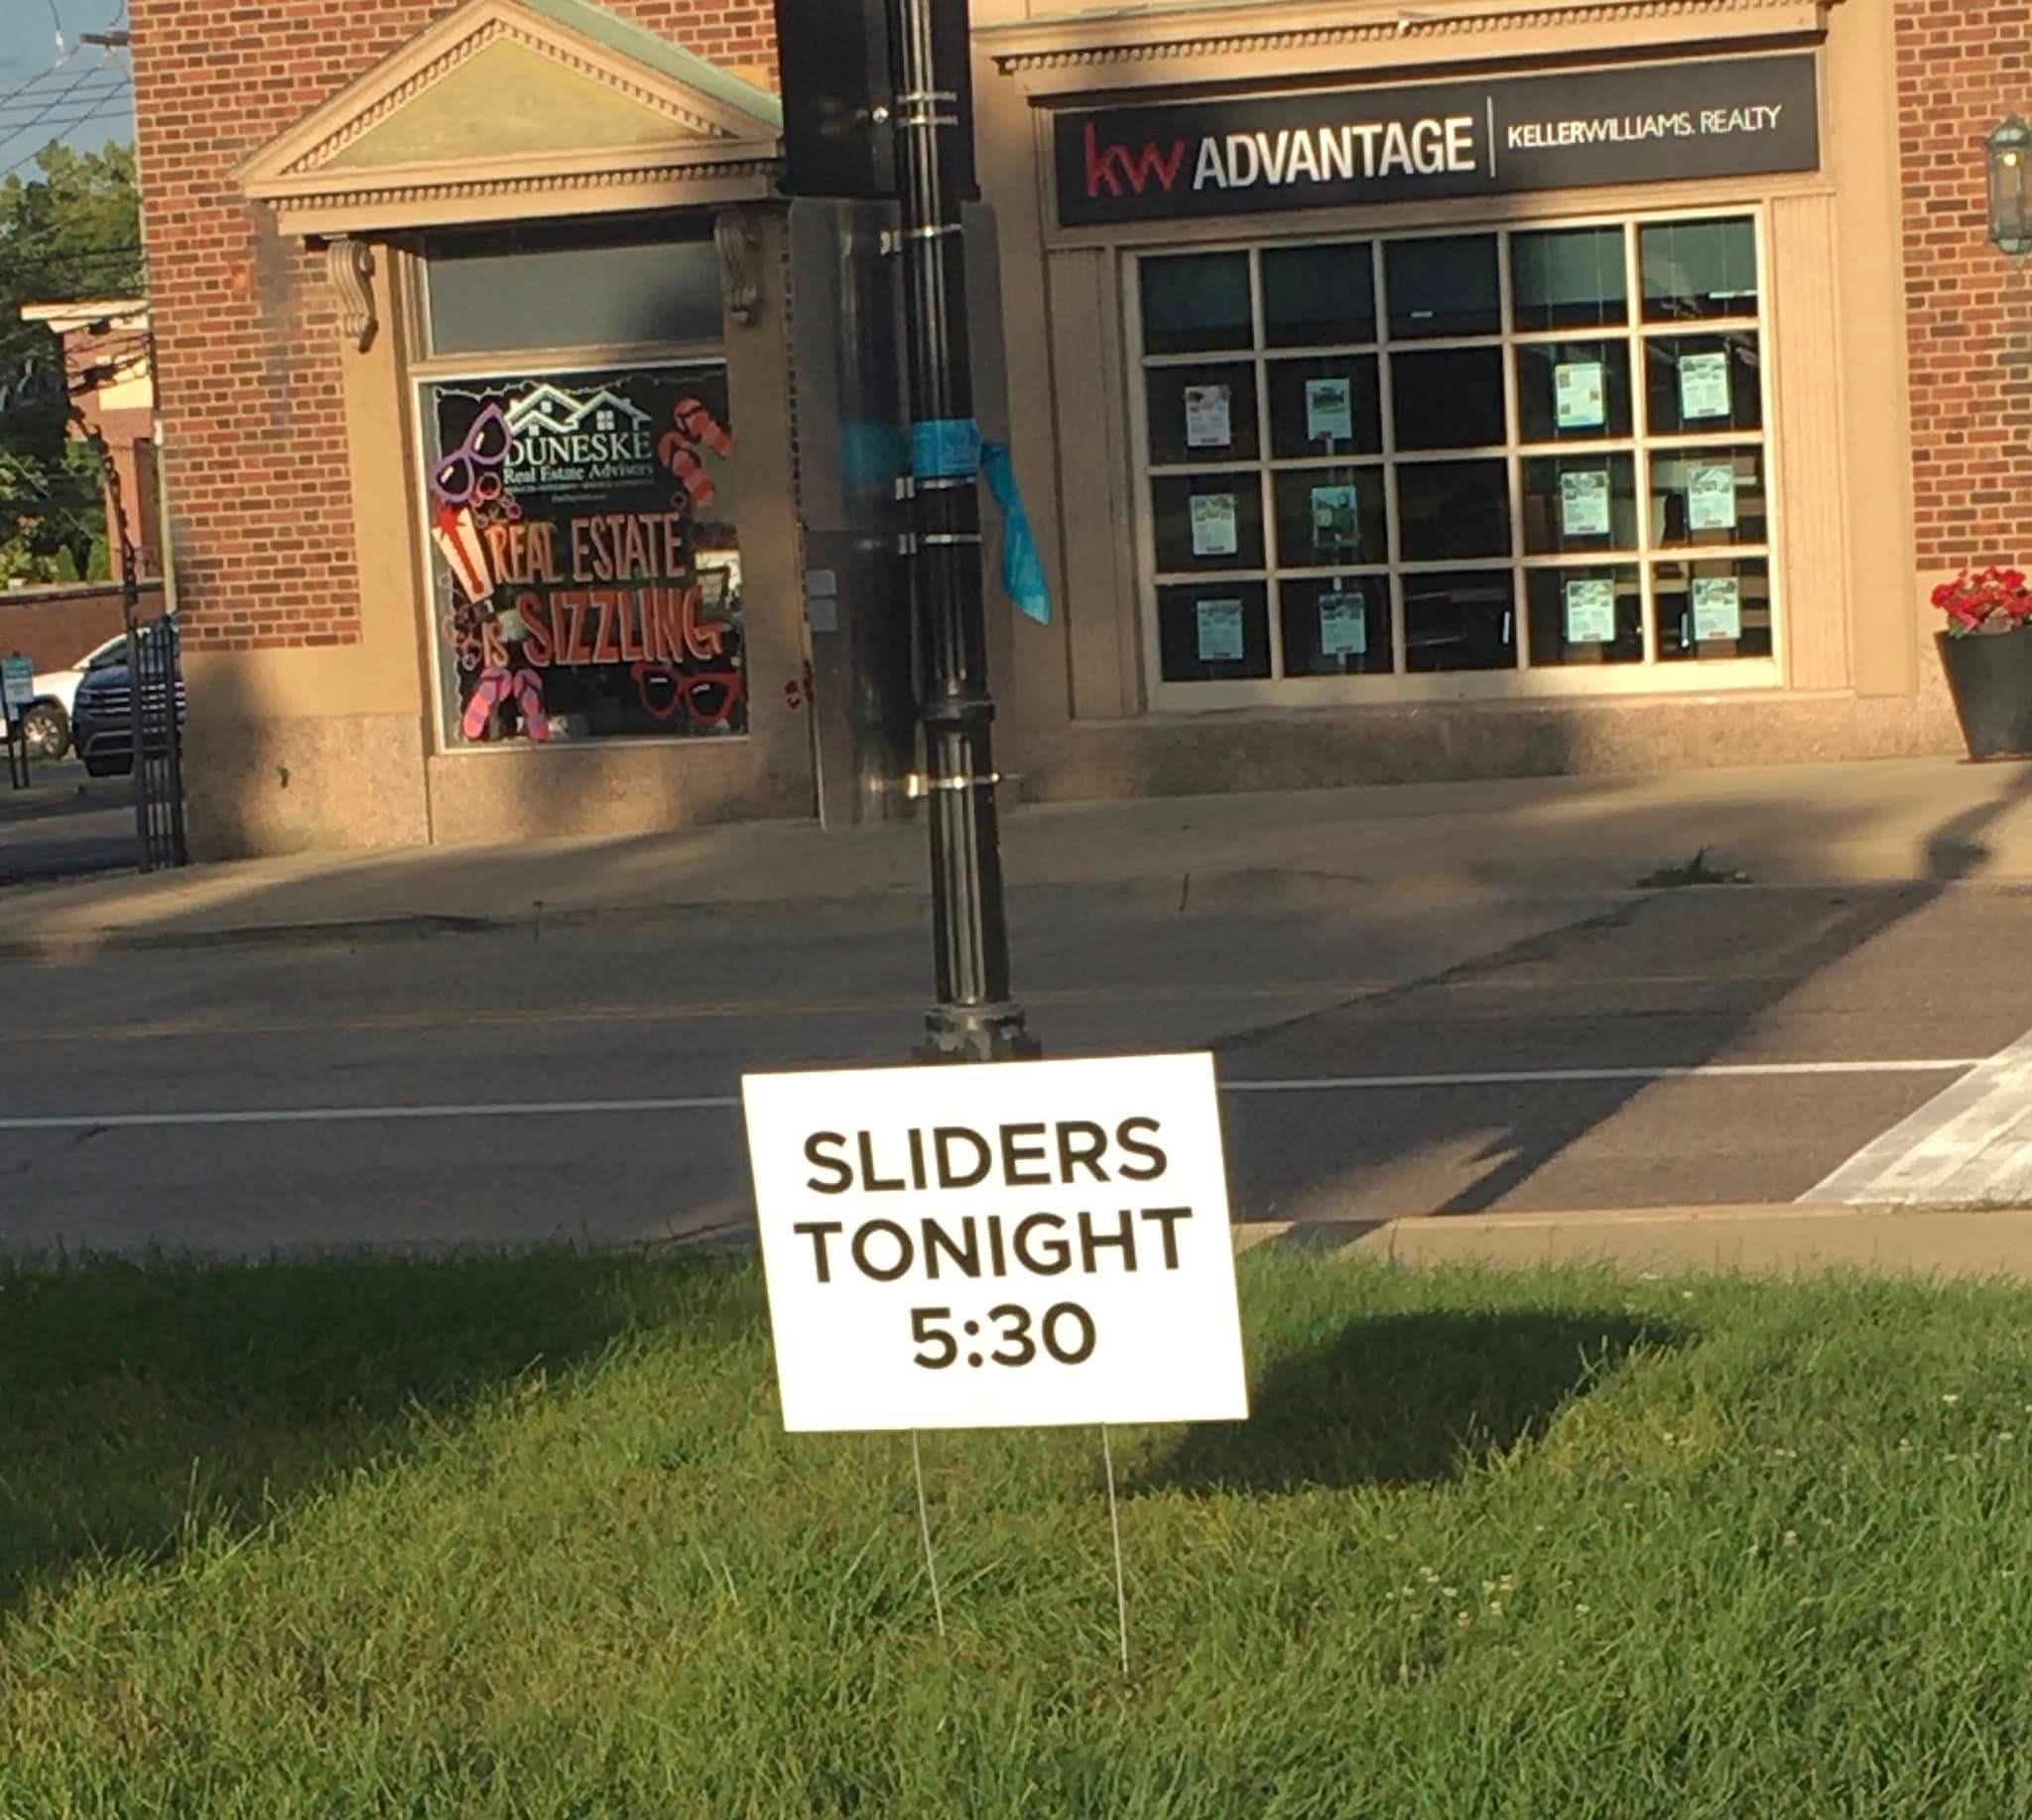 kw ADVANTAGE | KELLERWILLIAMS. REALTY
DUNESKE
Real Estate Advisors
REAL ESTATE
IS SIZZLING
SLIDERS
TONIGHT
5:30